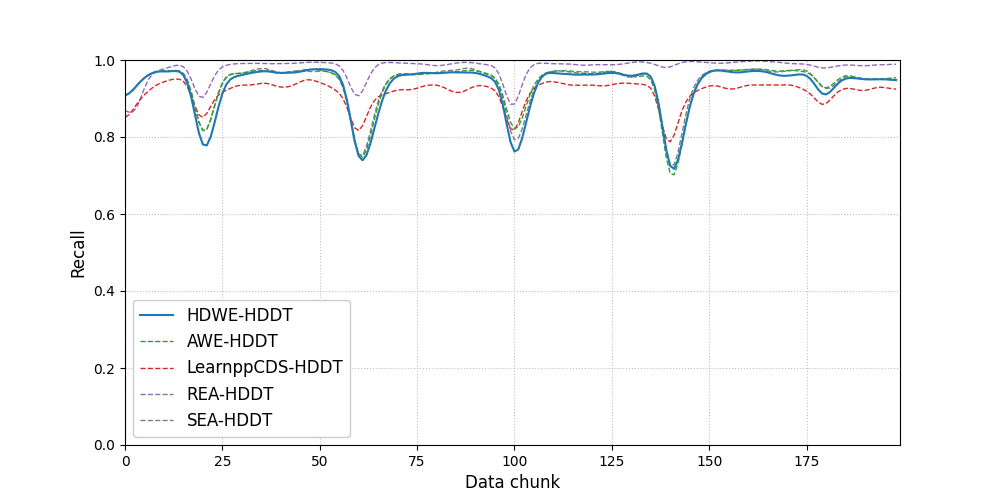 1.0
0.8
0.6
0.4
0.2
0.0
Recall
HDWE-HDDT
AWE-HDDT
LearnppCDS-HDDT
REA-HDDT
SEA-HDDT
0 25 50 75 100 125 150 175
Data chunk